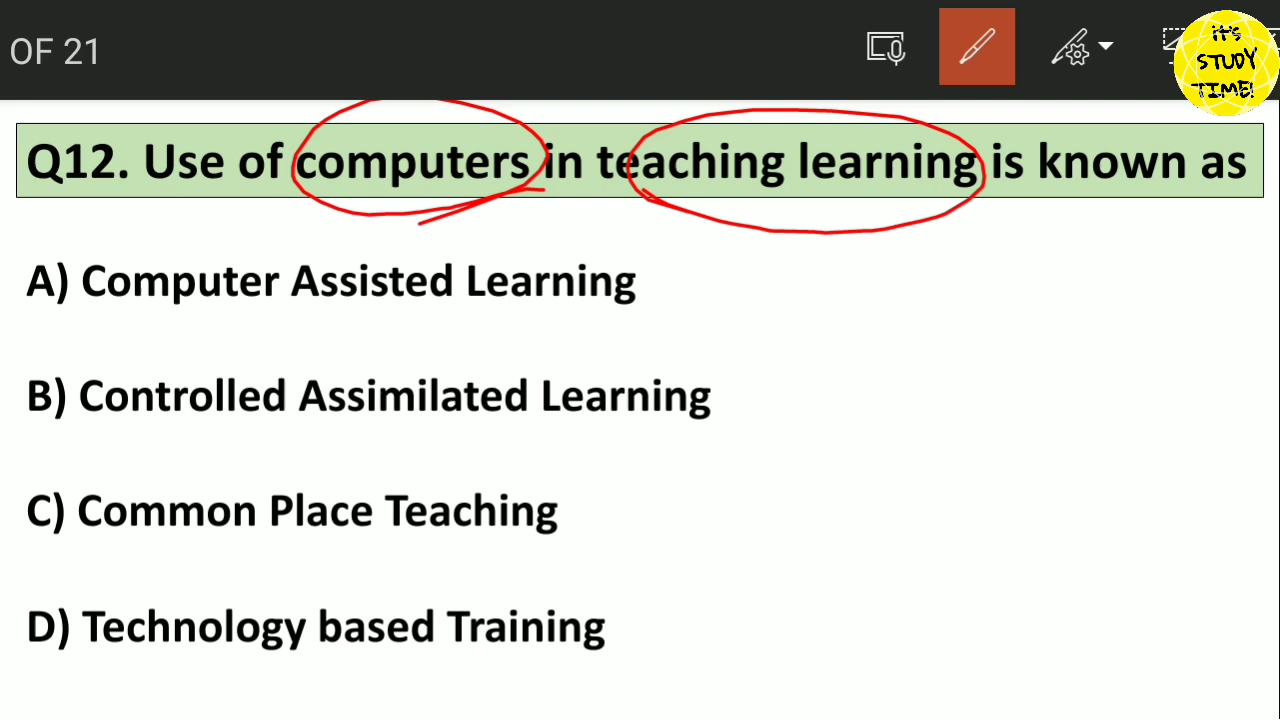 OF 21
IT'S
STUDY
TIME!
Q12. Use of computers in teaching learning is known as
A) Computer Assisted Learning
B) Controlled Assimilated Learning
C) Common Place Teaching
D) Technology based Training